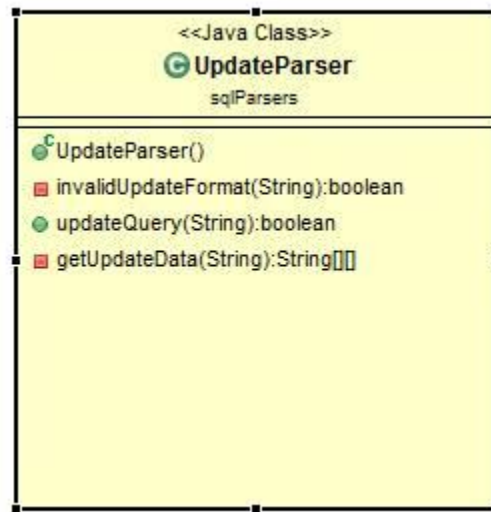 <<Java Class>>
C UpdateParser
sqlParsers
C UpdateParser()
invalidUpdateFormat(String):boolean
updateQuery(String):boolean
getUpdateData(String):String[][]